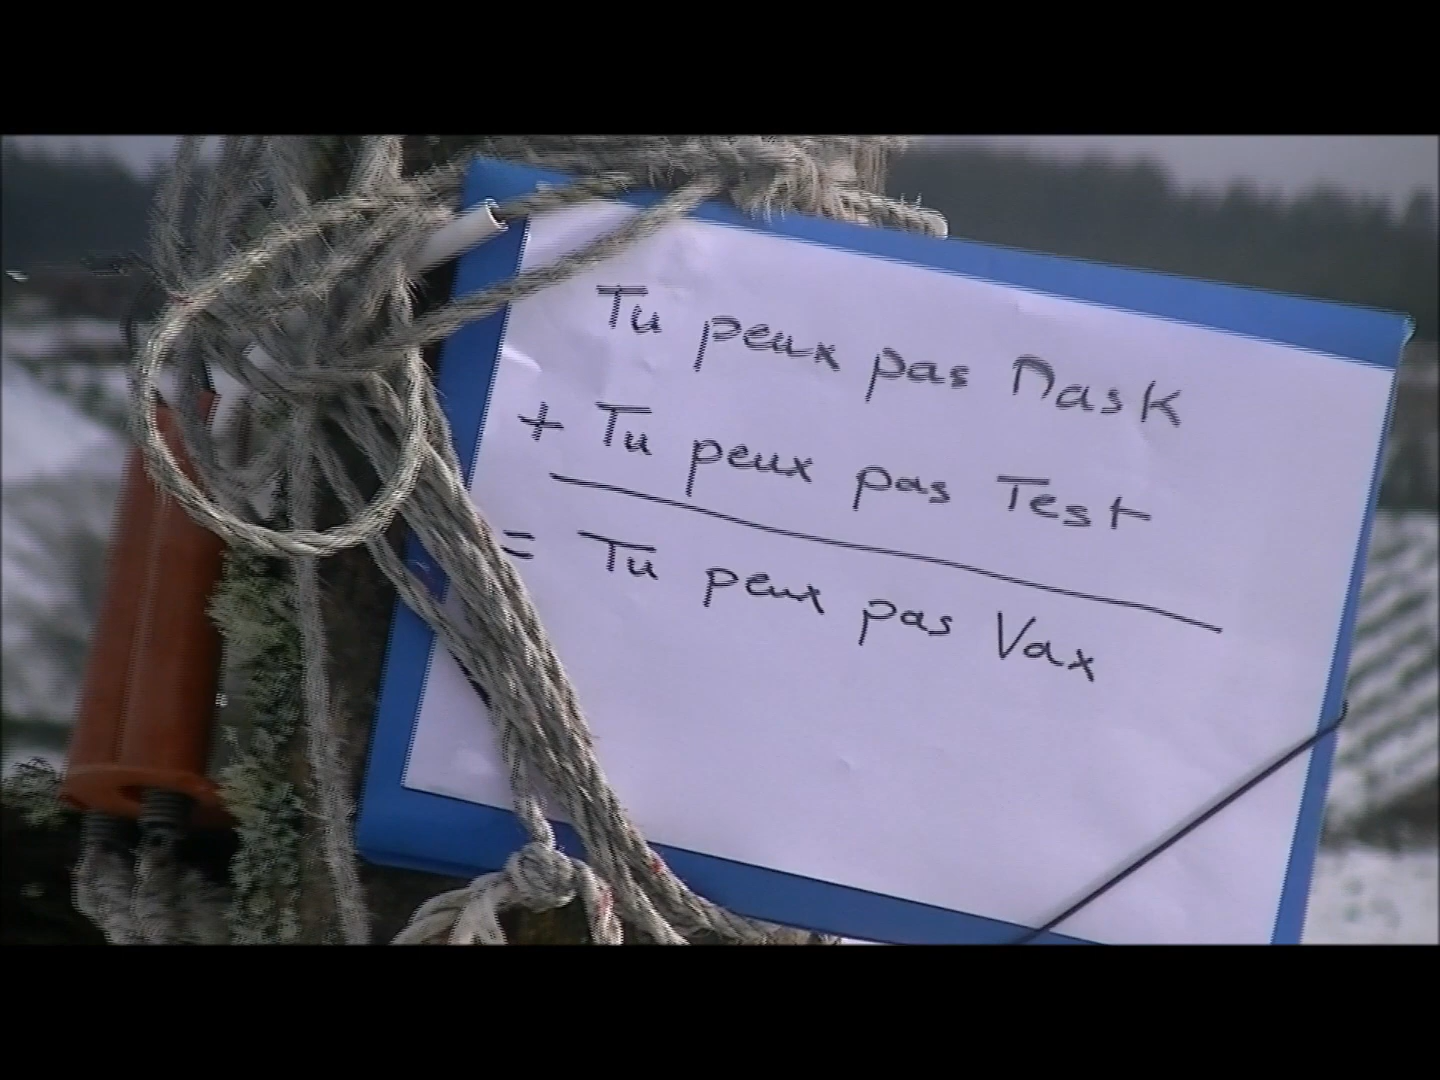 Tu peux pas Mask
+ Tu peux pas Test
= Tu peux pas Vax